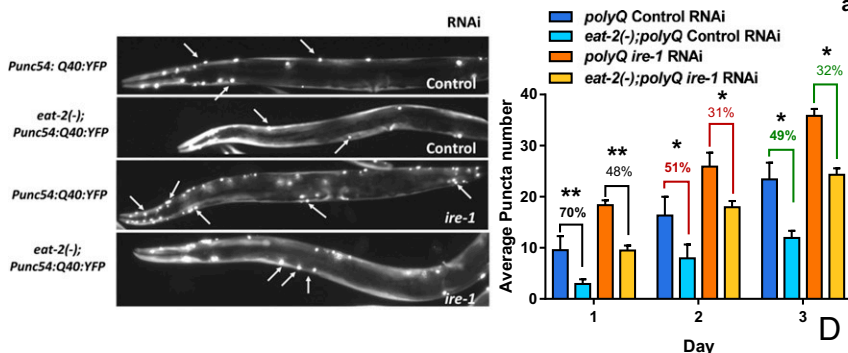 RNAi
Punc54: Q40:YFP
Control
eat-2(-);
Punc54:Q40:YFP
Control
Punc54:Q40:YFP
ire-1
eat-2(-);
Punc54:Q40:YFP
ire-1
polyQ Control RNAi
eat-2(-);polyQ Control RNAi
polyQ ire-1 RNAi
eat-2(-);polyQ ire-1 RNAi
Average Puncta number
40
30
20
10
0
**
70%
**
48%
*
51%
*
31%
*
49%
*
32%
1
2
3
Day
D